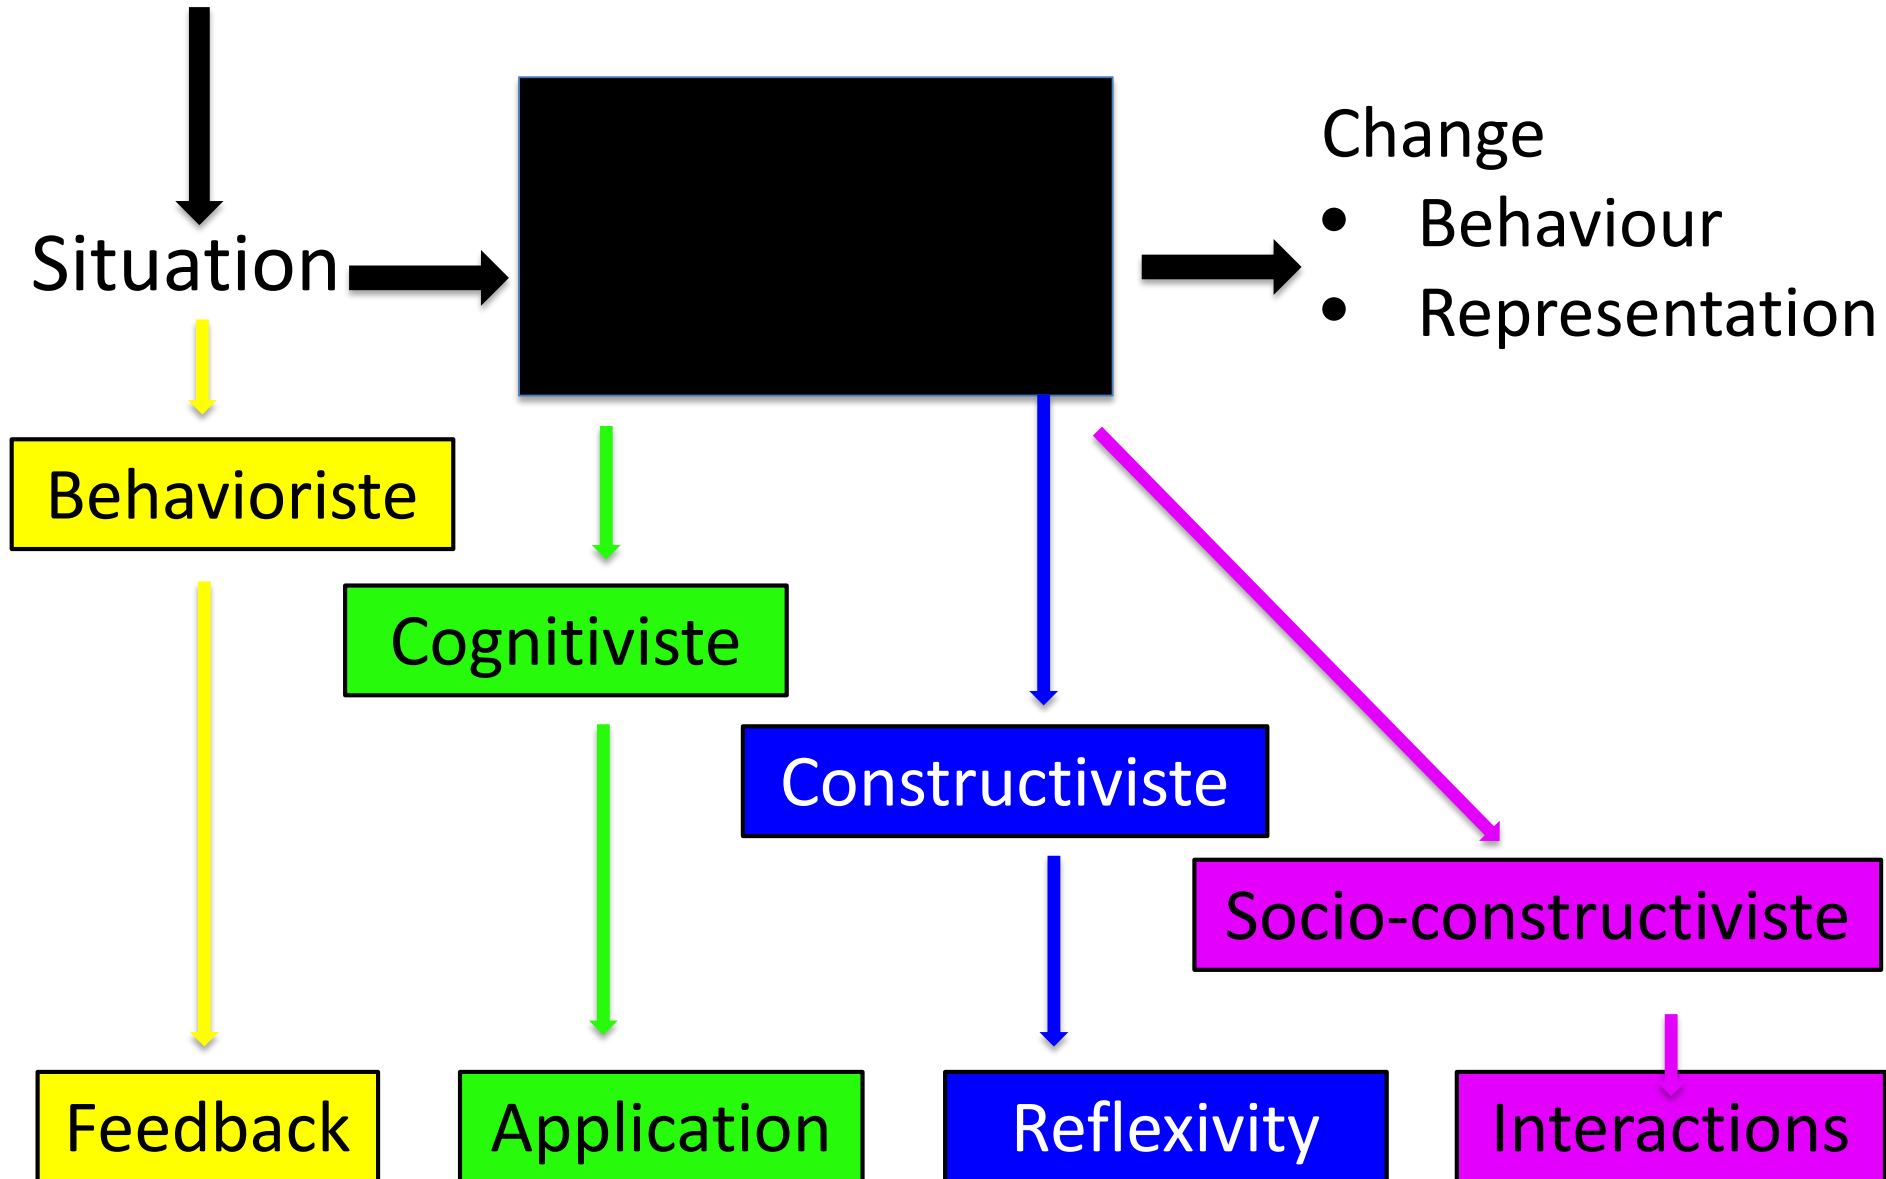 Situation
Change
• Behaviour
• Representation
Behavioriste
Cognitiviste
Constructiviste
Socio-constructiviste
Feedback
Application
Reflexivity
Interactions